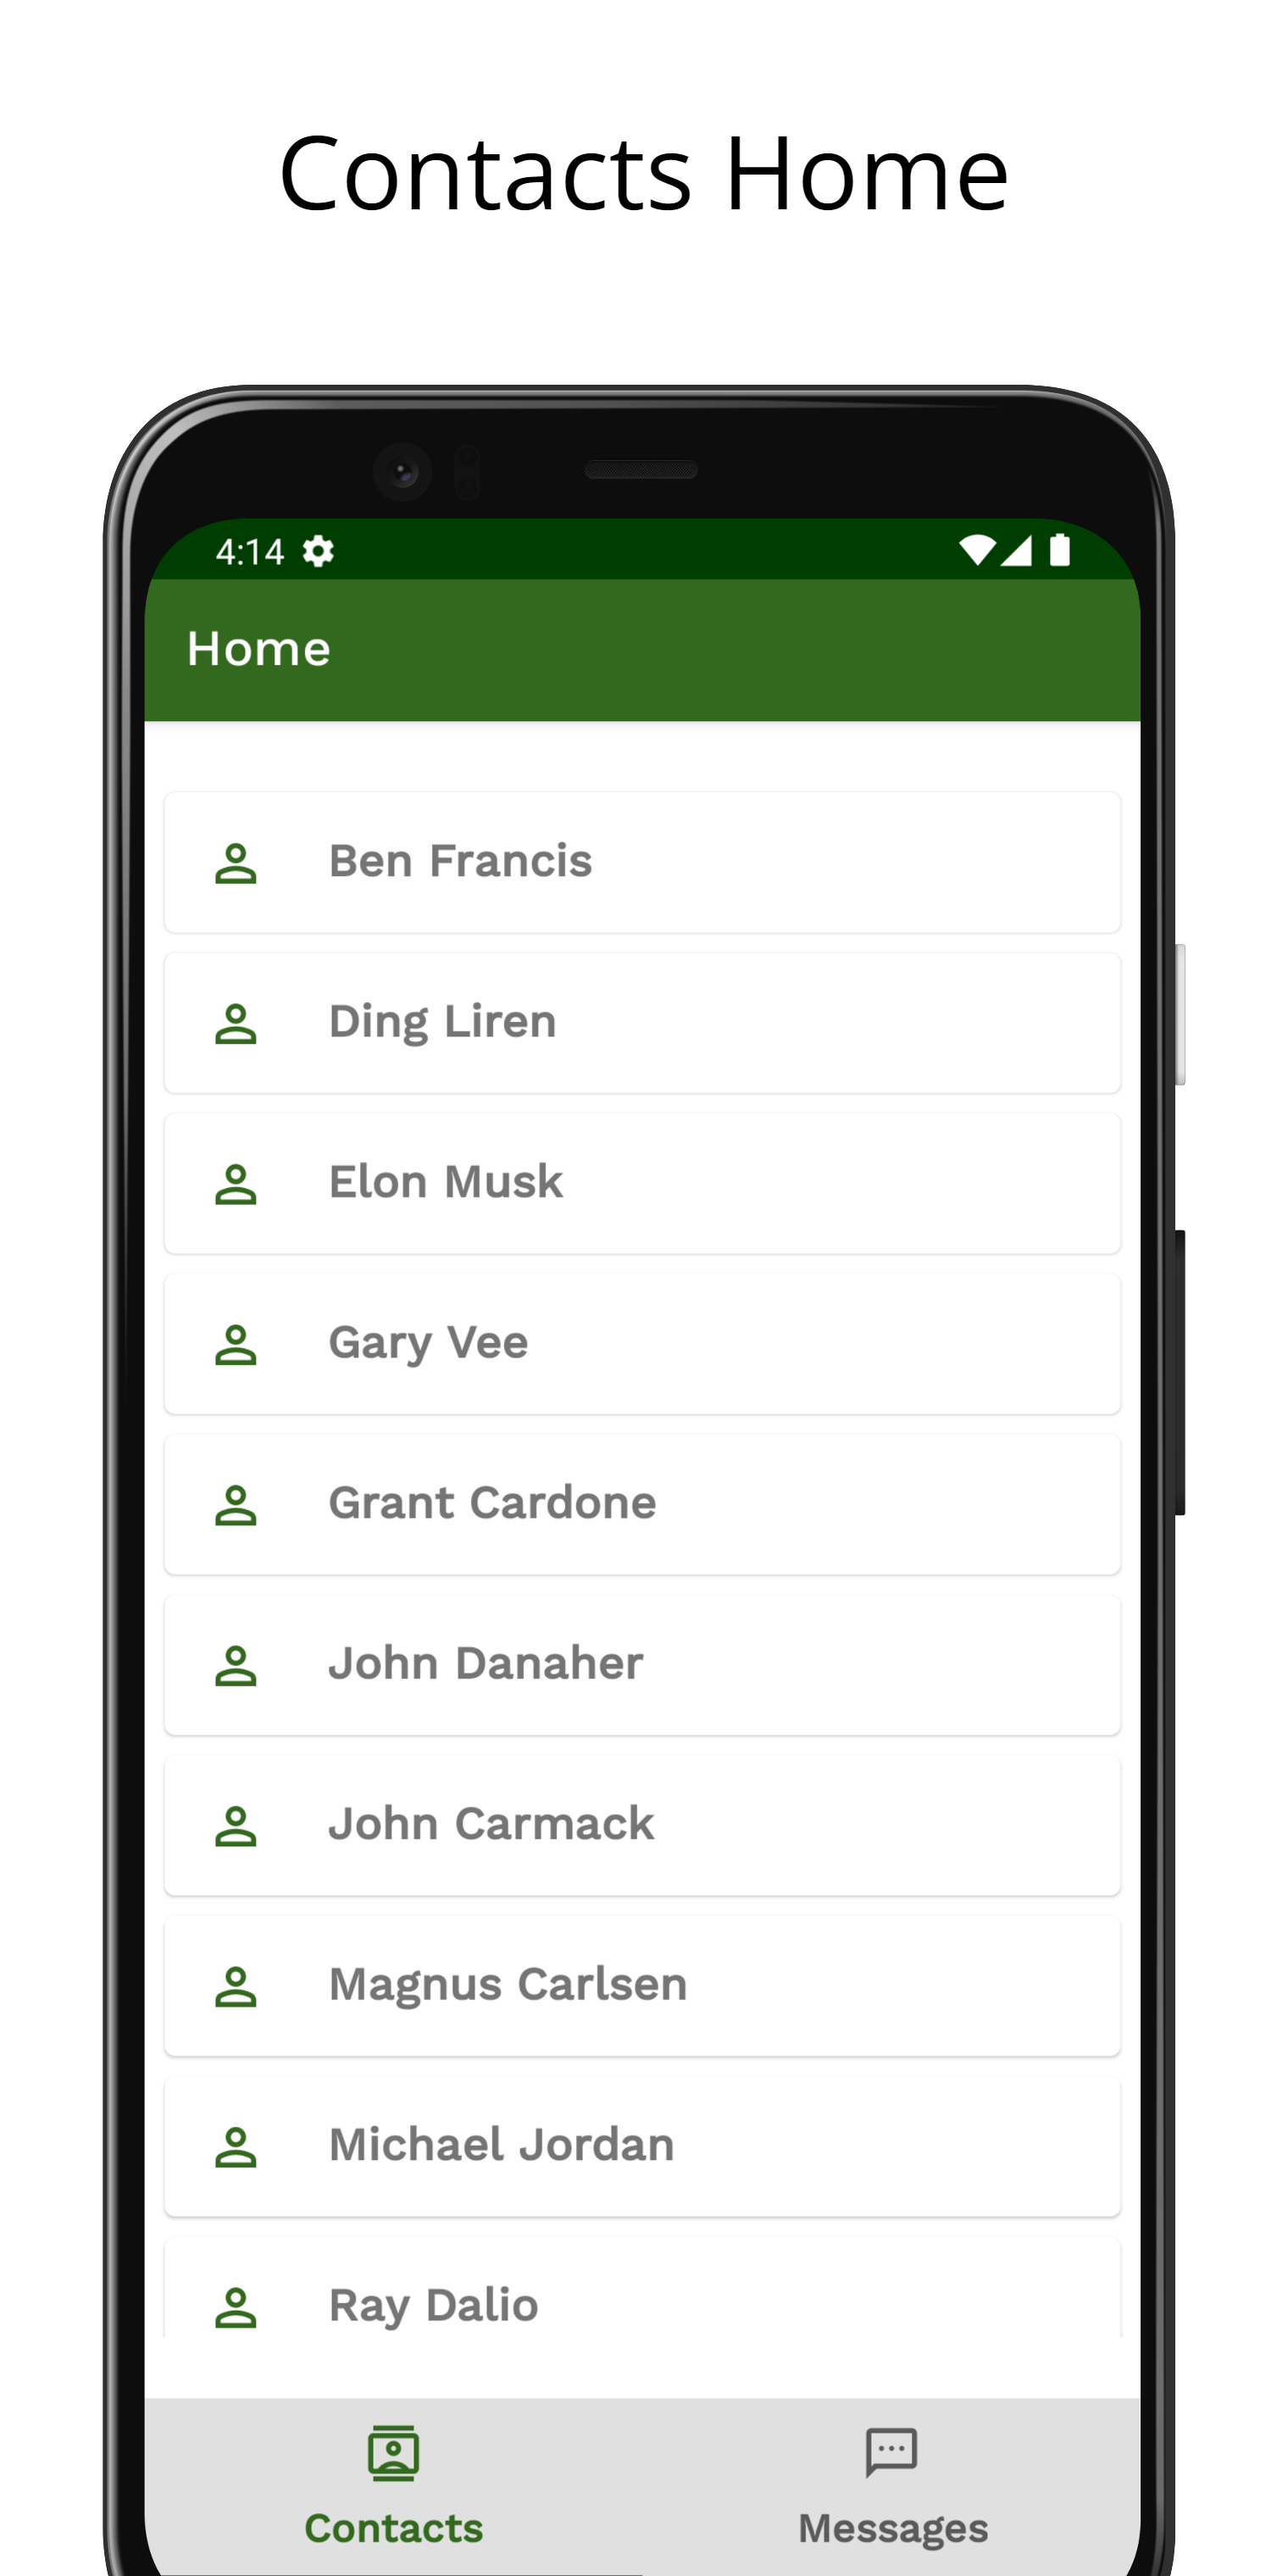 Contacts Home
4:14
Home
Ben Francis
Ding Liren
Elon Musk
Gary Vee
Grant Cardone
John Danaher
John Carmack
Magnus Carlsen
Michael Jordan
Ray Dalio
Contacts
Messages